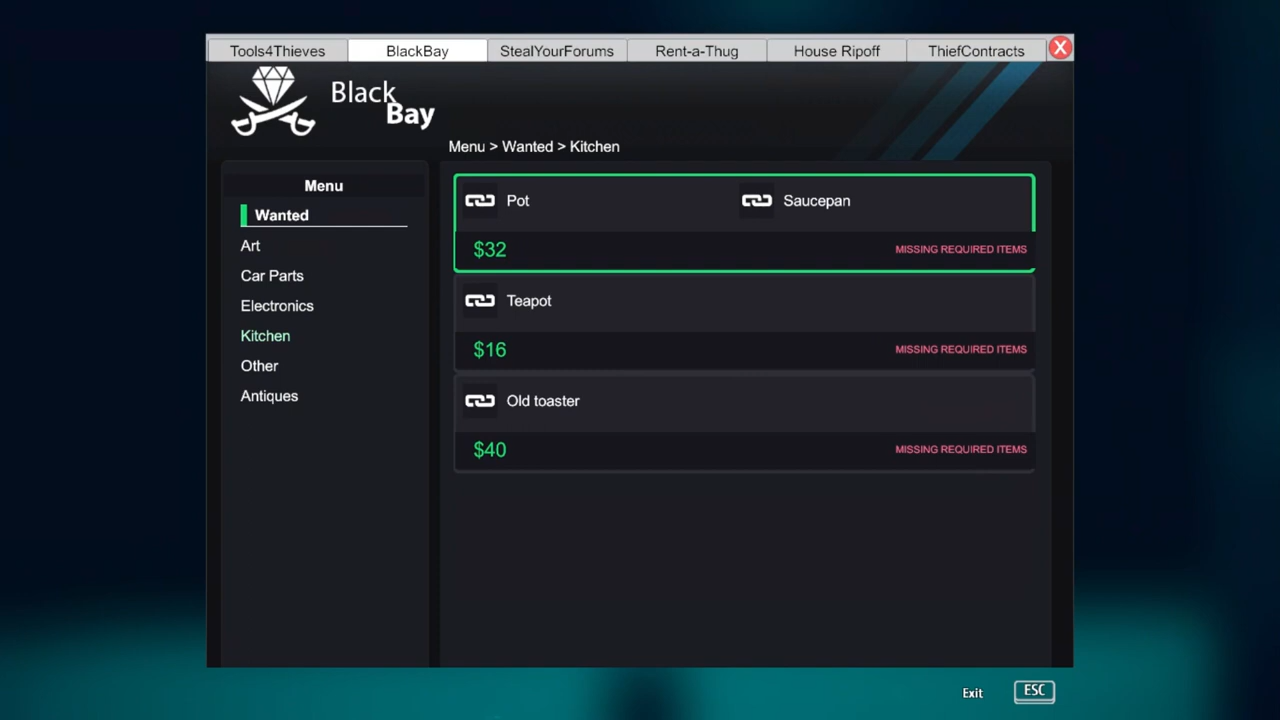 Tools4Thieves BlackBay StealYourForums Rent-a-Thug House Ripoff ThiefContracts X
Black
Bay
Menu > Wanted > Kitchen
Menu
Wanted
Art
Car Parts
Electronics
Kitchen
Other
Antiques
Pot Saucepan
$32 MISSING REQUIRED ITEMS
Teapot
$16 MISSING REQUIRED ITEMS
Old toaster
$40 MISSING REQUIRED ITEMS
Exit ESC